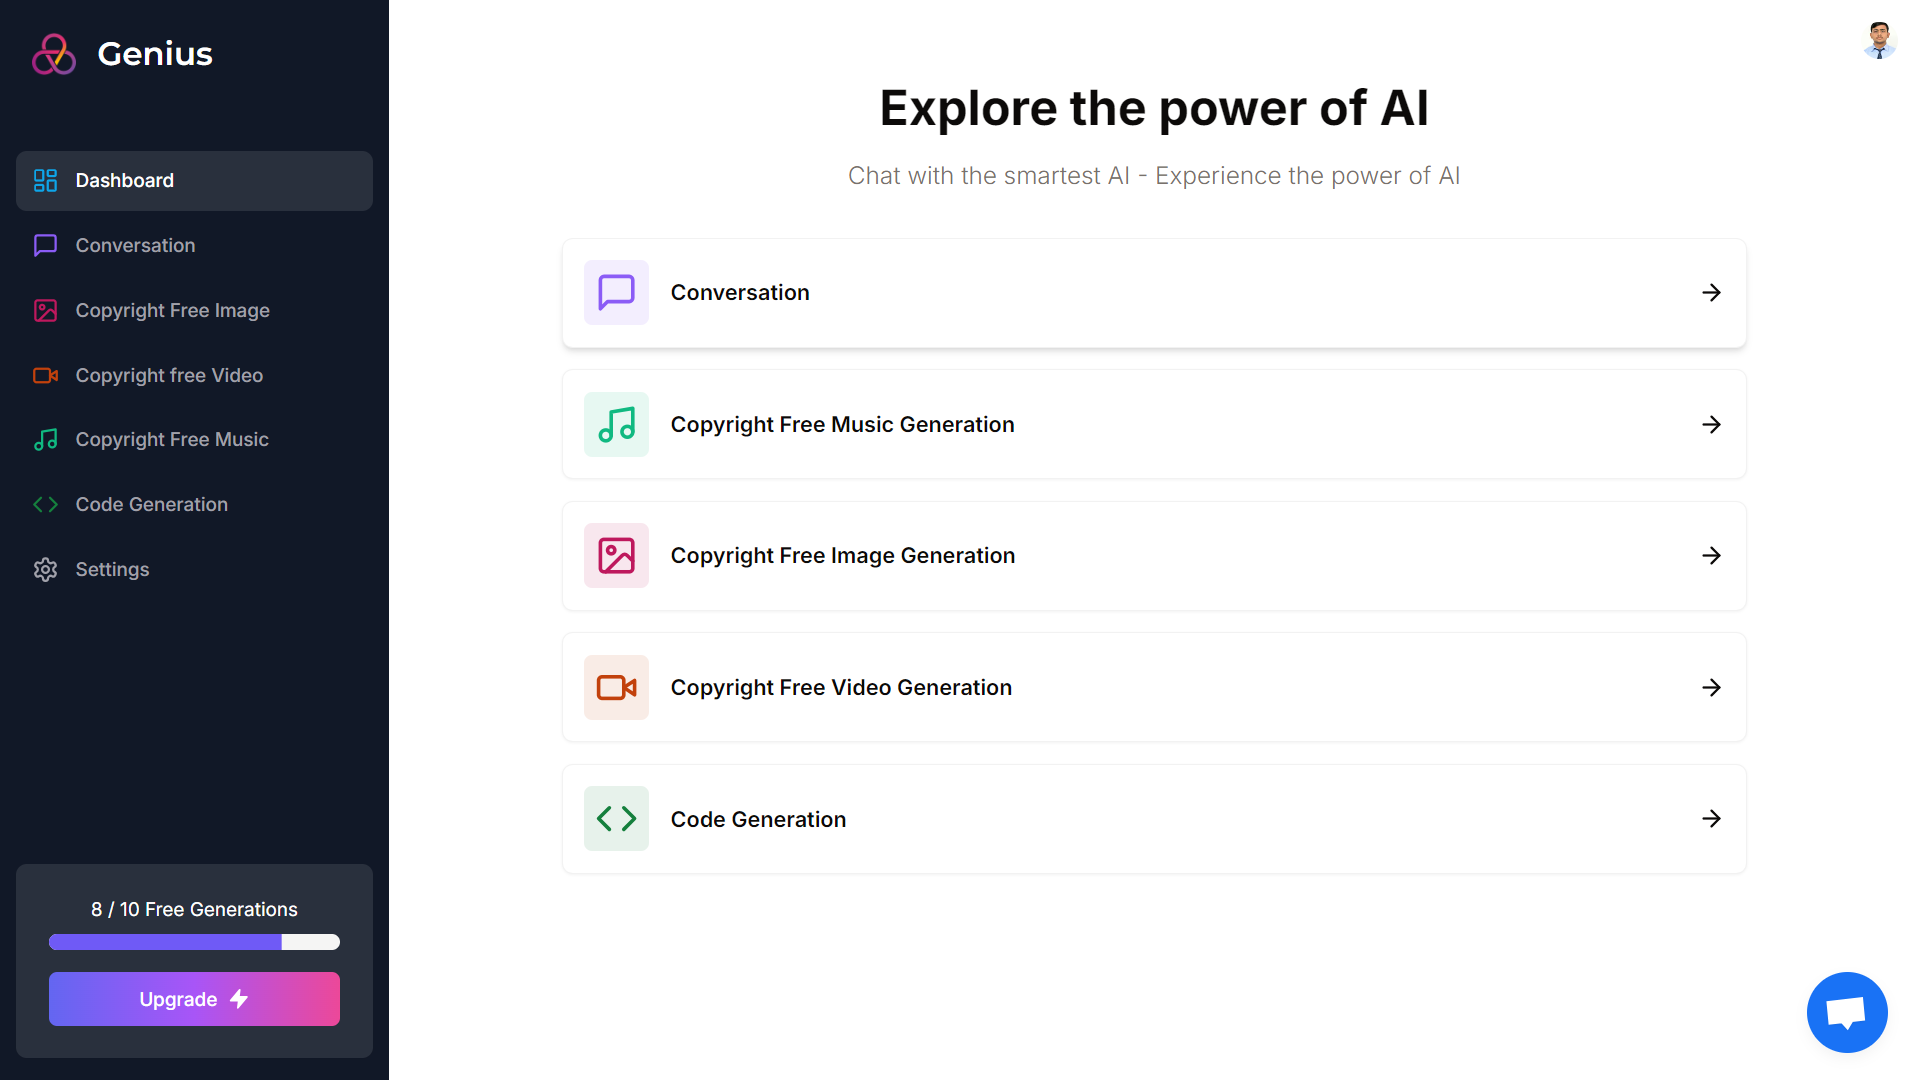 Genius
Dashboard
Conversation
Copyright Free Image
Copyright free Video
Copyright Free Music
Code Generation
Settings
8 / 10 Free Generations
Upgrade
Explore the power of AI
Chat with the smartest AI - Experience the power of AI
Conversation
Copyright Free Music Generation
Copyright Free Image Generation
Copyright Free Video Generation
Code Generation